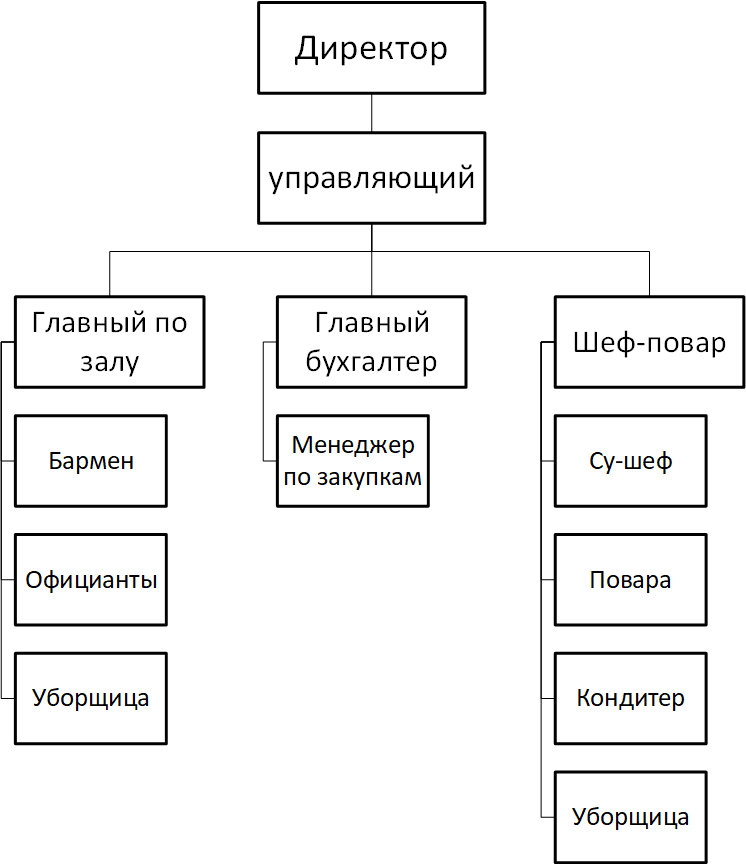 Директор
управляющий
Главный по
залу
Главный
бухгалтер
Шеф-повар
Бармен
Менеджер
по закупкам
Су-шеф
Официанты
Повара
Уборщица
Кондитер
Уборщица